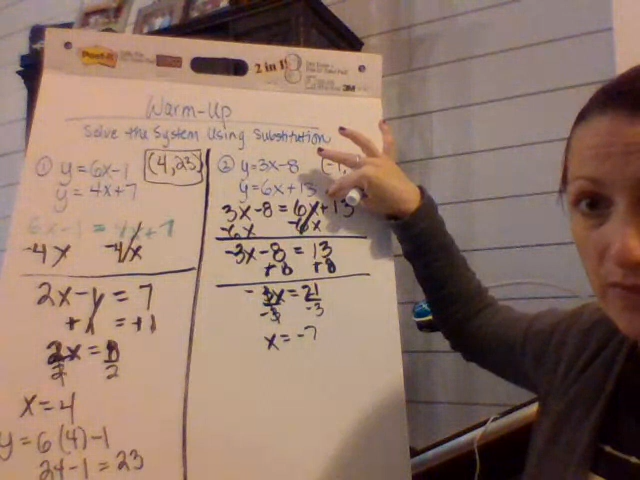 Post-it
2 in 1!
3M
Warm-Up
Solve the System Using Substitution
① y = 6x - 1
y = 4x + 7
(4, 23)
6x - 1 = 4x + 7
-4x -4x
2x - 1 = 7
+1 = +1
2x = 8
2 2
x = 4
y = 6(4) - 1
24 - 1 = 23
② y = 3x - 8
y = 6x + 13
3x - 8 = 6x + 13
-6x -6x
-3x - 8 = 13
+8 +8
-3x = 21
-3 -3
x = -7